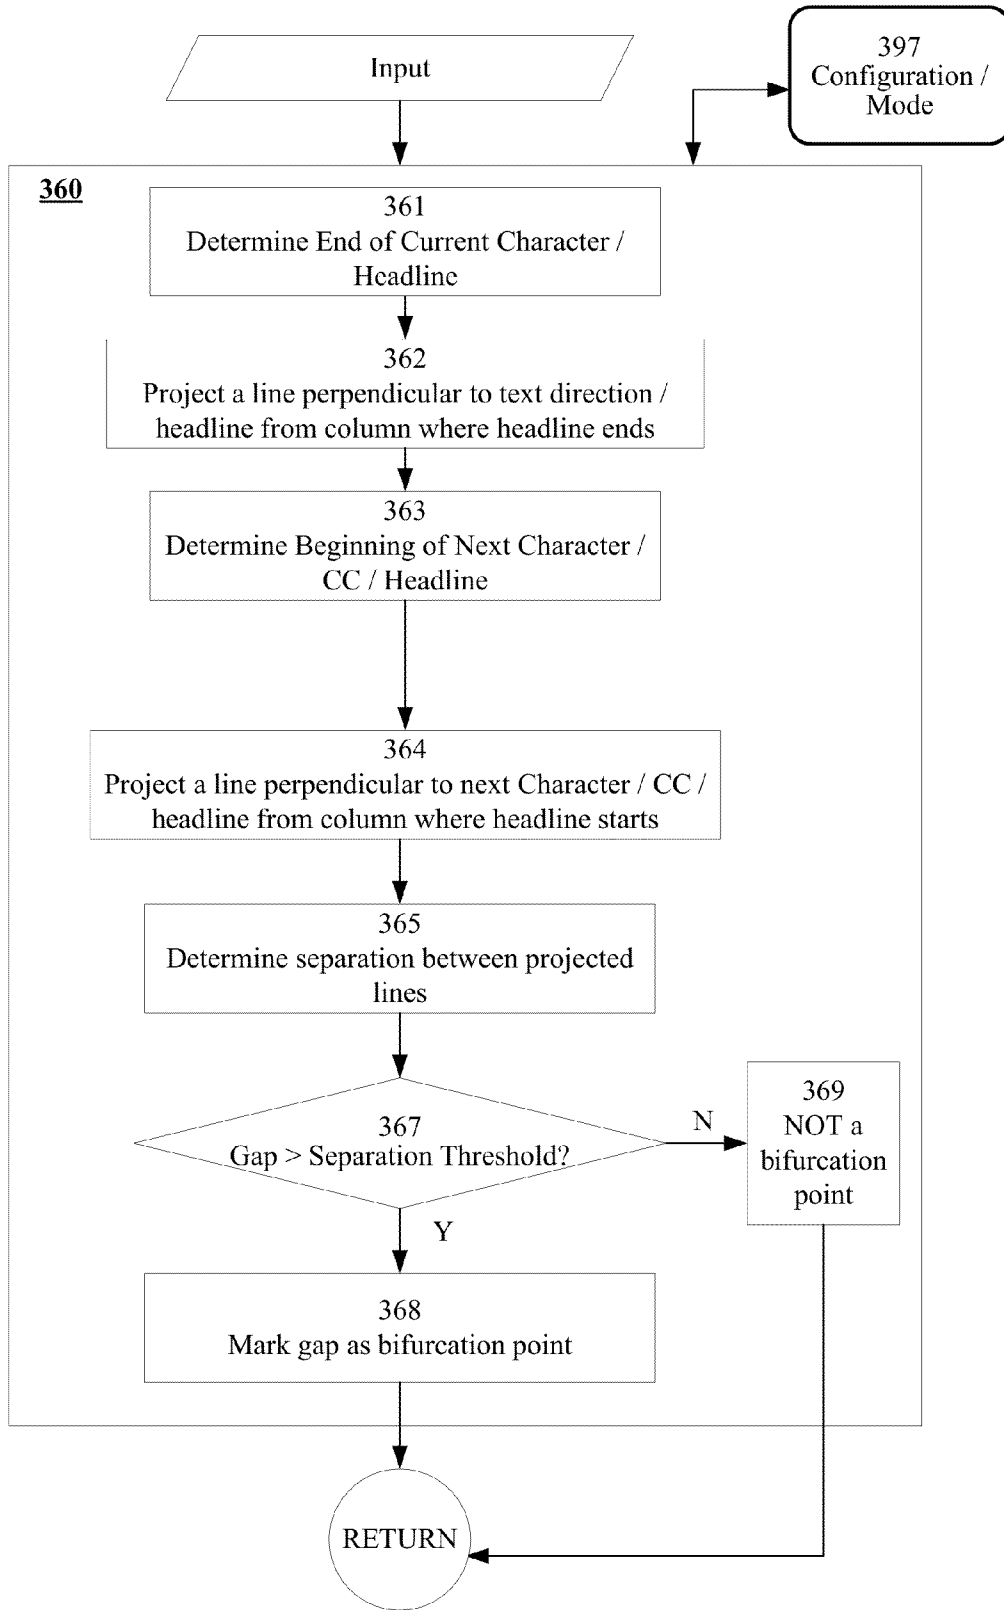 Input
397
Configuration /
Mode
360
361
Determine End of Current Character /
Headline
362
Project a line perpendicular to text direction /
headline from column where headline ends
363
Determine Beginning of Next Character /
CC / Headline
364
Project a line perpendicular to next Character / CC /
headline from column where headline starts
365
Determine separation between projected
lines
367
Gap > Separation Threshold?
N
369
NOT a
bifurcation
point
Y
368
Mark gap as bifurcation point
RETURN